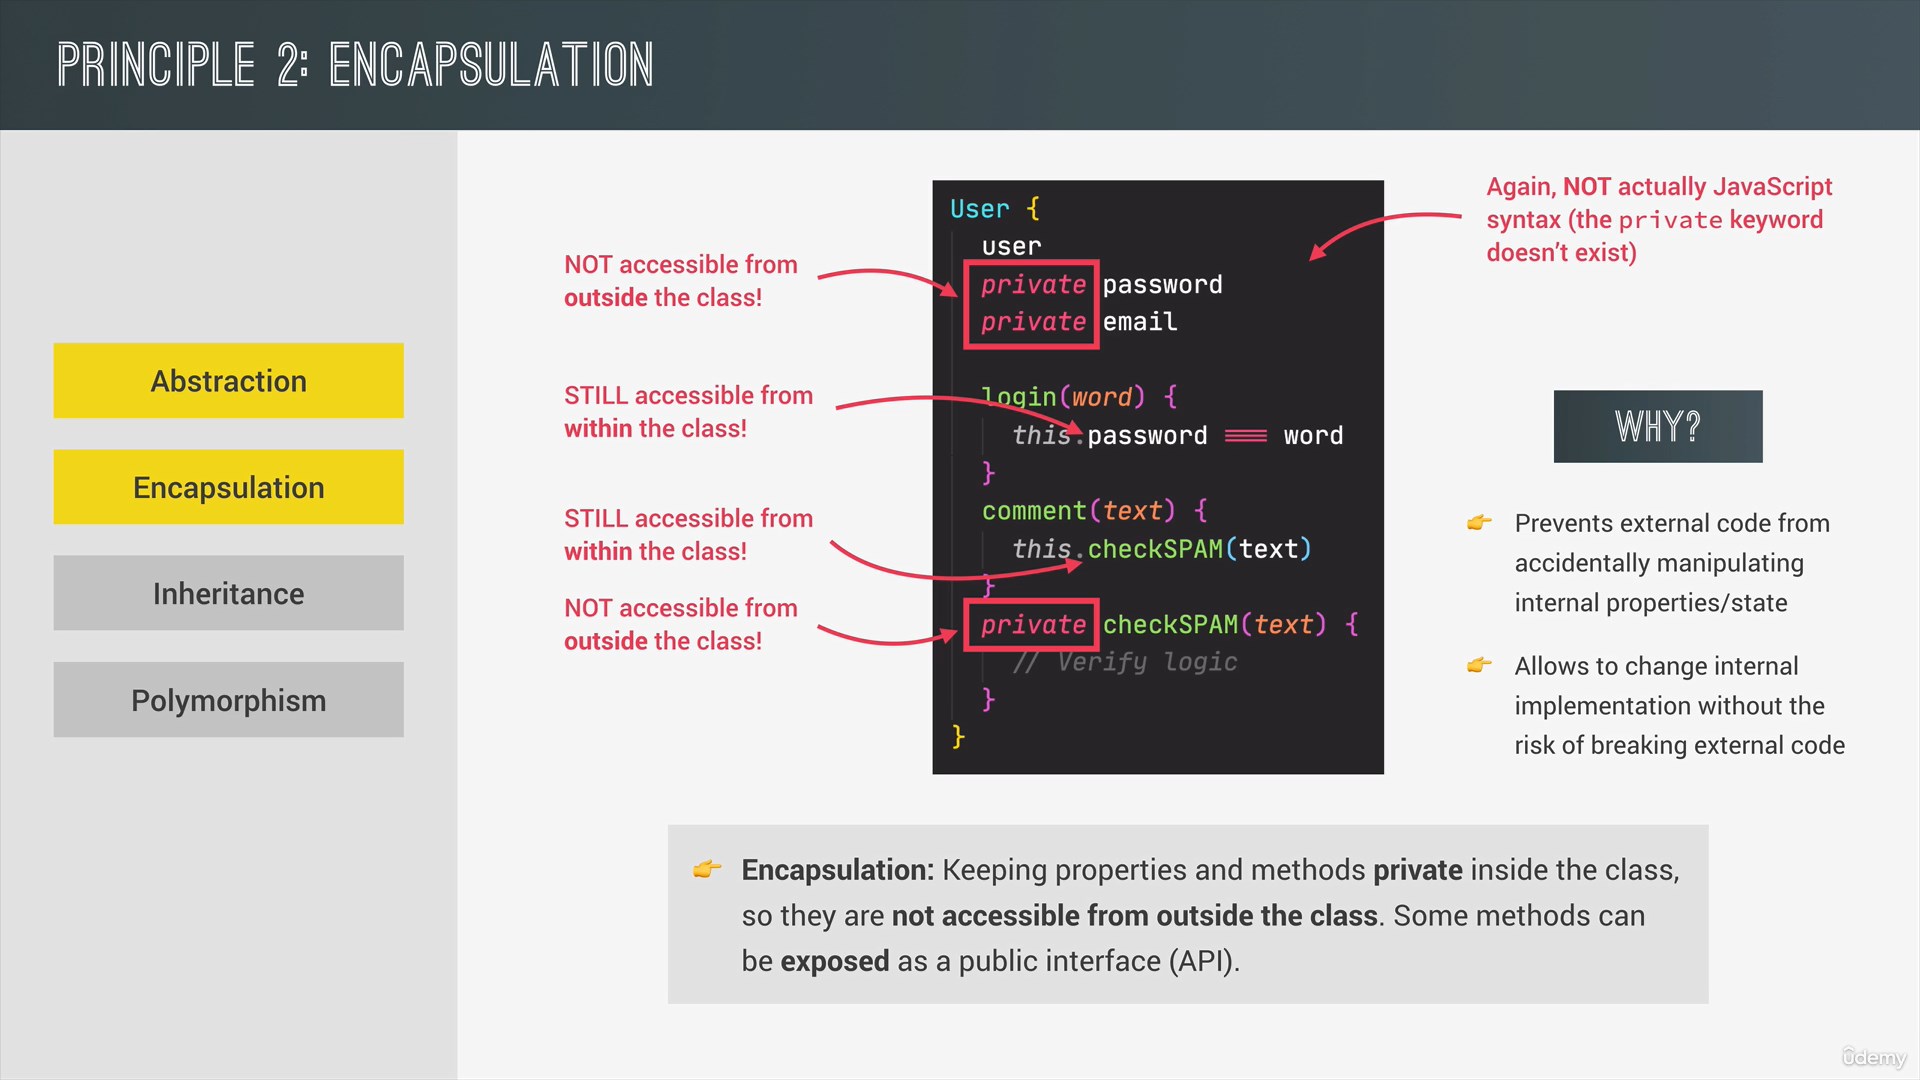 PRINCIPLE 2: ENCAPSULATION
Abstraction
Encapsulation
Inheritance
Polymorphism
NOT accessible from
outside the class!
STILL accessible from
within the class!
STILL accessible from
within the class!
NOT accessible from
outside the class!
User {
user
private password
private email
login(word) {
this.password === word
}
comment(text) {
this.checkSPAM(text)
}
private checkSPAM(text) {
// Verify logic
}
}
Again, NOT actually JavaScript
syntax (the private keyword
doesn't exist)
WHY?
👉 Prevents external code from
accidentally manipulating
internal properties/state
👉 Allows to change internal
implementation without the
risk of breaking external code
👉 Encapsulation: Keeping properties and methods private inside the class,
so they are not accessible from outside the class. Some methods can
be exposed as a public interface (API).
ûdemy